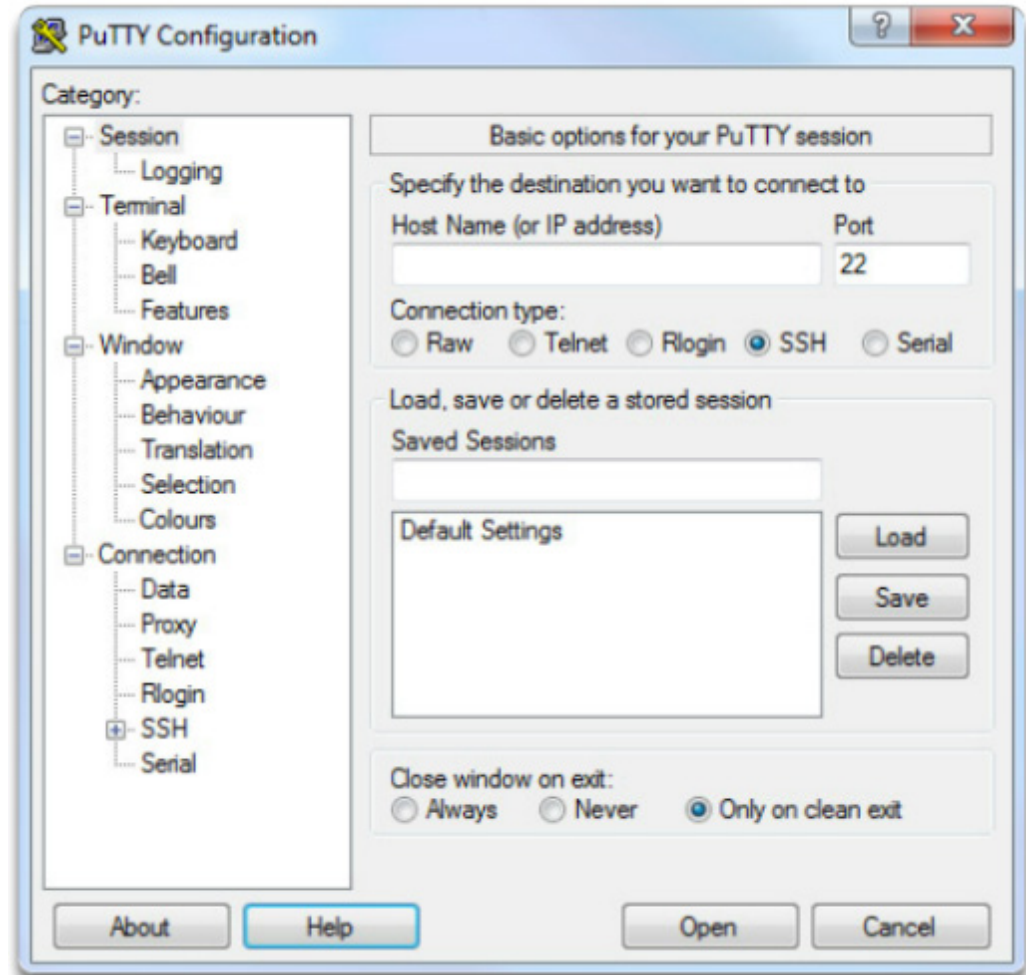 PuTTY Configuration
?
X
Category:
Session
Logging
Terminal
Keyboard
Bell
Features
Window
Appearance
Behaviour
Translation
Selection
Colours
Connection
Data
Proxy
Telnet
Rlogin
SSH
Serial
Basic options for your PuTTY session
Specify the destination you want to connect to
Host Name (or IP address) Port
22
Connection type:
Raw Telnet Rlogin SSH Serial
Load, save or delete a stored session
Saved Sessions
Default Settings
Load
Save
Delete
Close window on exit:
Always Never Only on clean exit
About Help Open Cancel